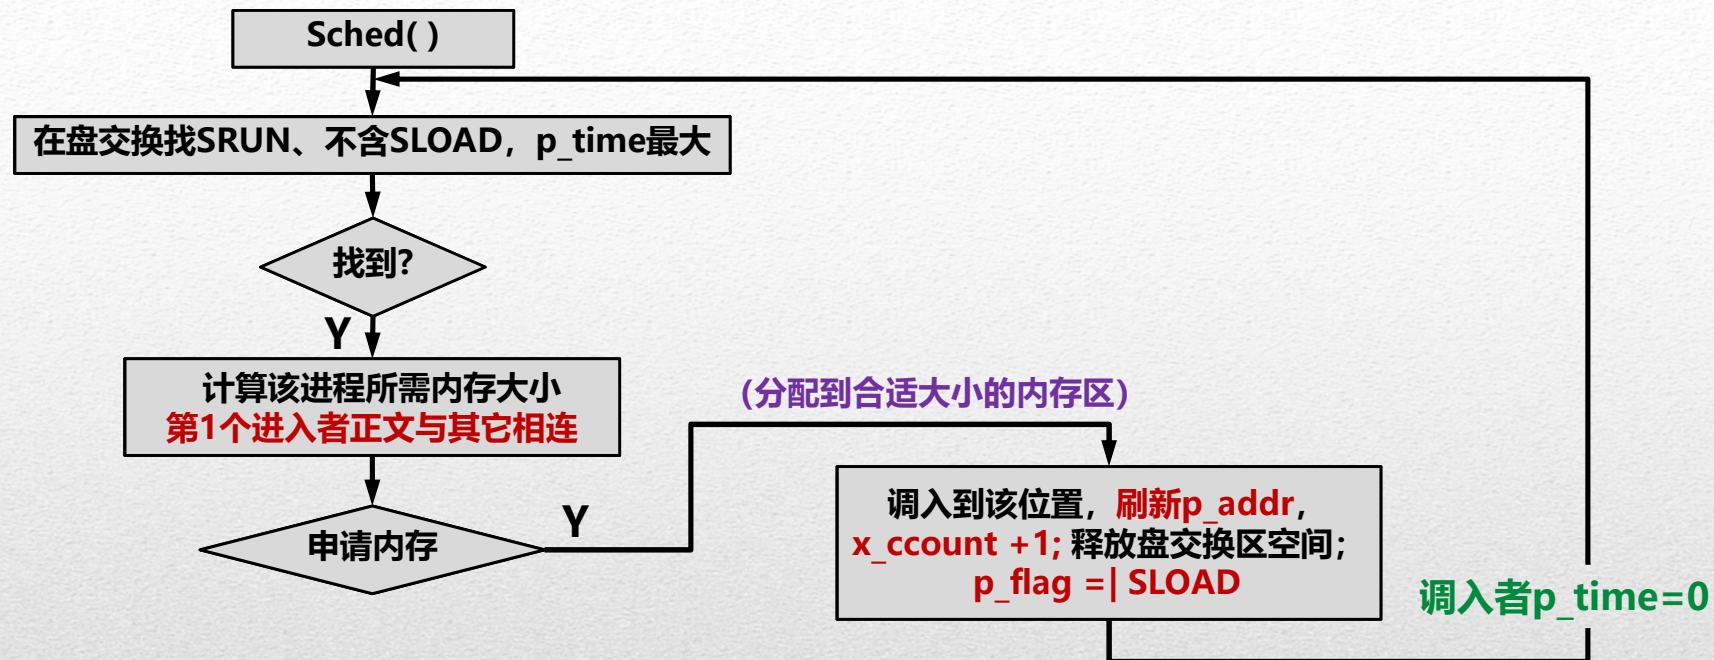 Sched( )
在盘交换找SRUN、不含SLOAD，p_time最大
找到?
Y
计算该进程所需内存大小
第1个进入者正文与其它相连
（分配到合适大小的内存区）
申请内存
Y
调入到该位置，刷新p_addr，
x_ccount +1; 释放盘交换区空间；
p_flag =| SLOAD
调入者p_time=0